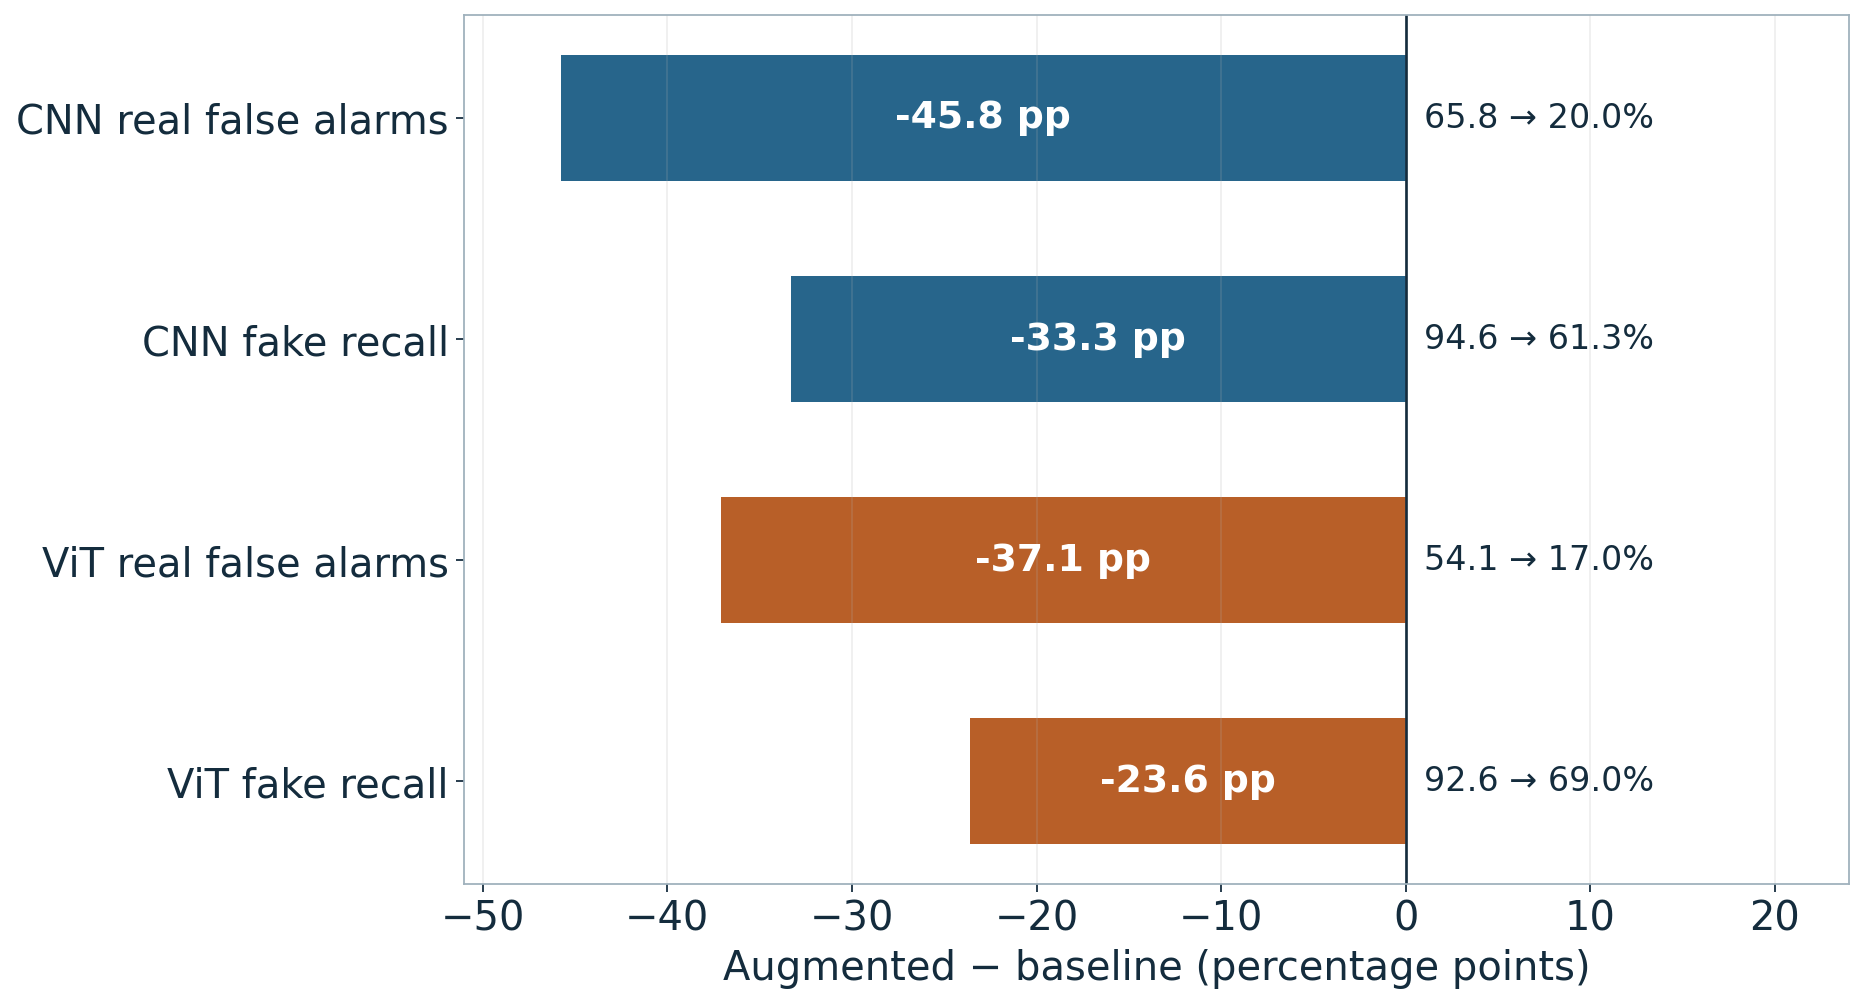 CNN real false alarms
-45.8 pp
65.8 → 20.0%
CNN fake recall
-33.3 pp
94.6 → 61.3%
ViT real false alarms
-37.1 pp
54.1 → 17.0%
ViT fake recall
-23.6 pp
92.6 → 69.0%
−50 −40 −30 −20 −10 0 10 20
Augmented − baseline (percentage points)